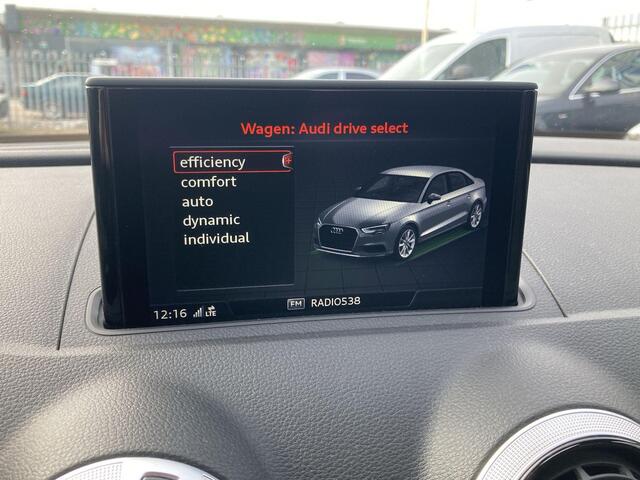 Wagen: Audi drive select
efficiency
comfort
auto
dynamic
individual
FM RADIO538
12:16 LTE